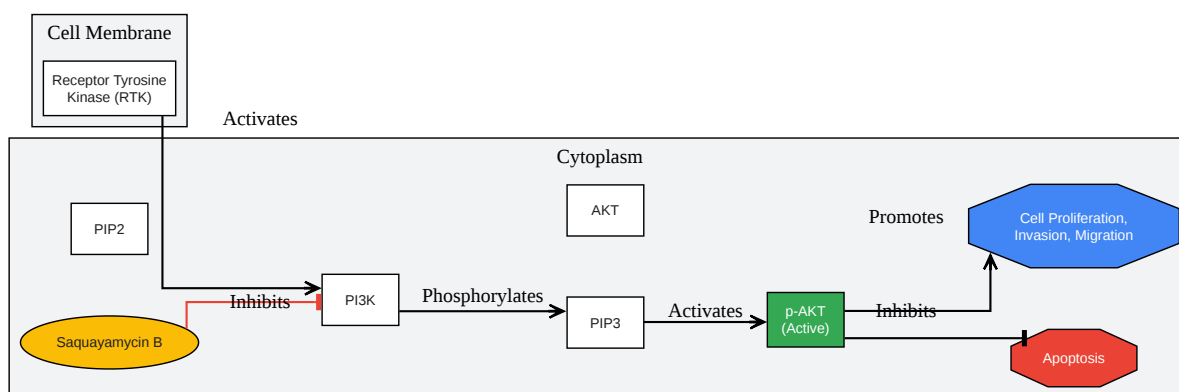 Cell Membrane
Receptor Tyrosine
Kinase (RTK)
Activates
Cytoplasm
AKT
PIP2
Promotes
Cell Proliferation,
Invasion, Migration
Inhibits
PI3K
Phosphorylates
PIP3
Activates
p-AKT
(Active)
Inhibits
Saquayamycin B
Apoptosis